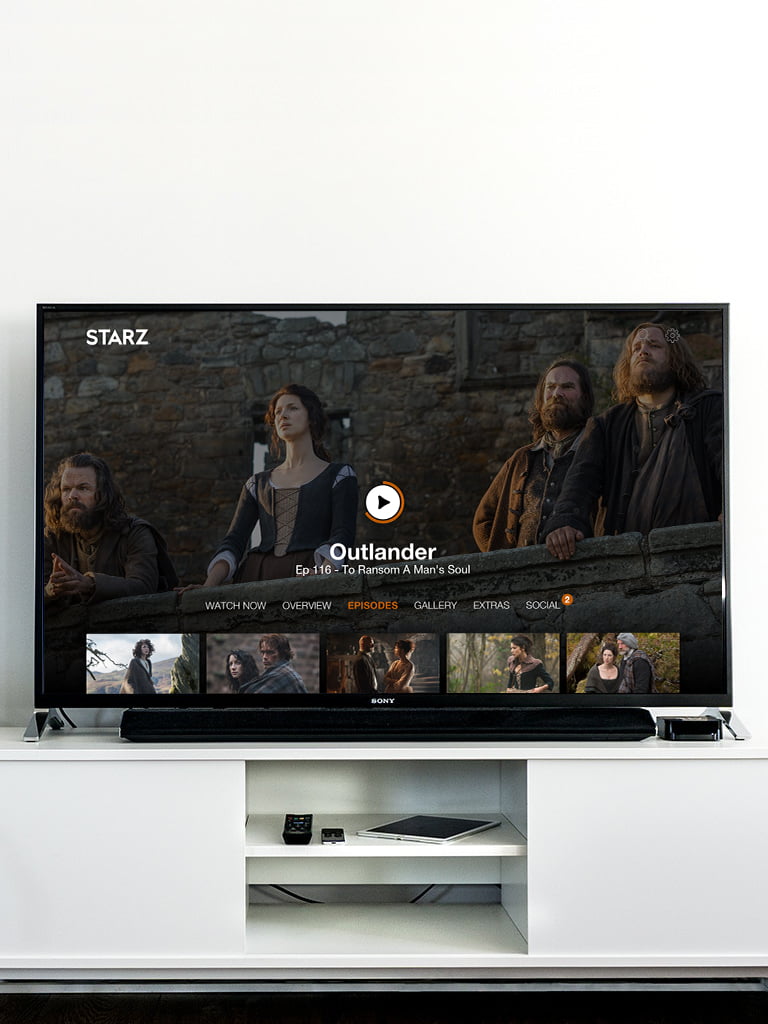 STARZ
Outlander
Ep 116 - To Ransom A Man's Soul
WATCH NOW OVERVIEW EPISODES GALLERY EXTRAS SOCIAL 2
SONY